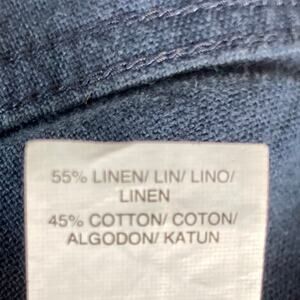 55% LINEN/ LIN/ LINO/
LINEN
45% COTTON/ COTON/
ALGODON/ KATUN